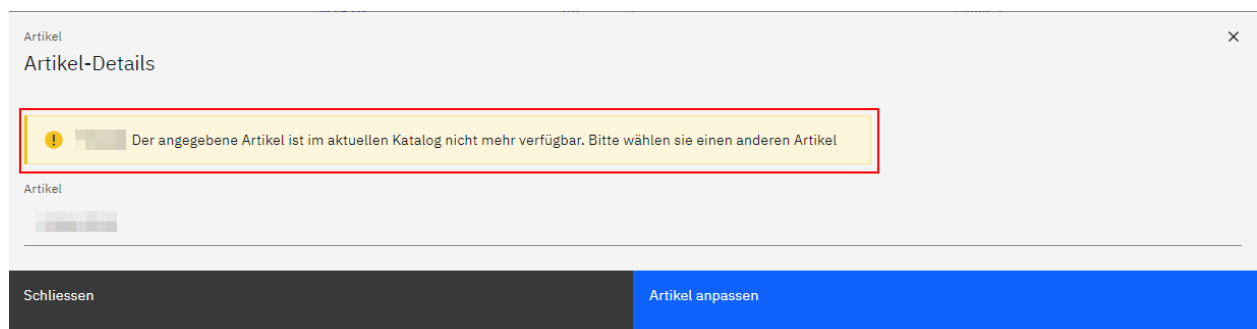 Artikel
Artikel-Details
Der angegebene Artikel ist im aktuellen Katalog nicht mehr verfügbar. Bitte wählen sie einen anderen Artikel
Artikel
Schliessen
Artikel anpassen